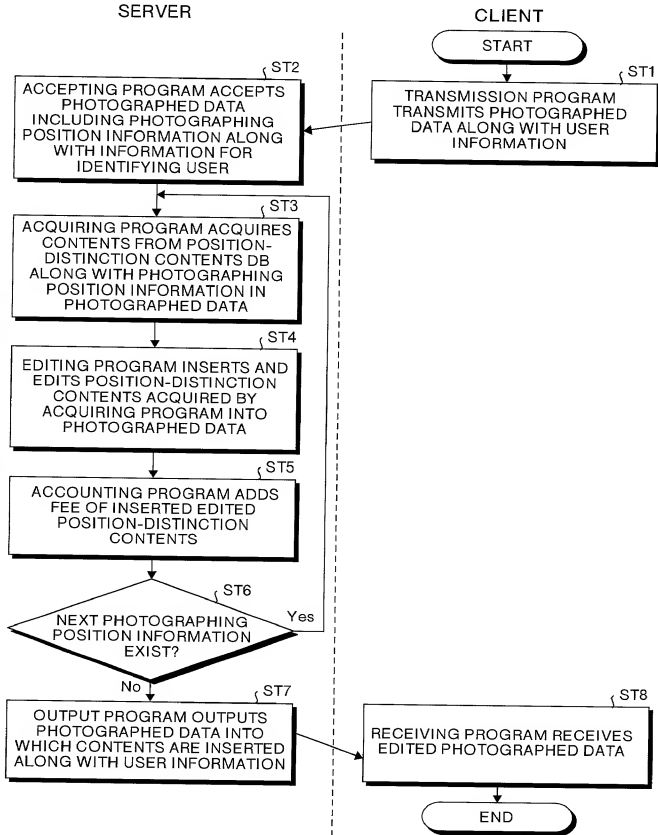 SERVER
CLIENT
START
ST1
TRANSMISSION PROGRAM
TRANSMITS PHOTOGRAPHED
DATA ALONG WITH USER
INFORMATION
ST2
ACCEPTING PROGRAM ACCEPTS
PHOTOGRAPHED DATA
INCLUDING PHOTOGRAPHING
POSITION INFORMATION ALONG
WITH INFORMATION FOR
IDENTIFYING USER
ST3
ACQUIRING PROGRAM ACQUIRES
CONTENTS FROM POSITION-
DISTINCTION CONTENTS DB
ALONG WITH PHOTOGRAPHING
POSITION INFORMATION IN
PHOTOGRAPHED DATA
ST4
EDITING PROGRAM INSERTS AND
EDITS POSITION-DISTINCTION
CONTENTS ACQUIRED BY
ACQUIRING PROGRAM INTO
PHOTOGRAPHED DATA
ST5
ACCOUNTING PROGRAM ADDS
FEE OF INSERTED EDITED
POSITION-DISTINCTION
CONTENTS
ST6
NEXT PHOTOGRAPHING
POSITION INFORMATION
EXIST?
Yes
No
ST7
OUTPUT PROGRAM OUTPUTS
PHOTOGRAPHED DATA INTO
WHICH CONTENTS ARE INSERTED
ALONG WITH USER INFORMATION
ST8
RECEIVING PROGRAM RECEIVES
EDITED PHOTOGRAPHED DATA
END